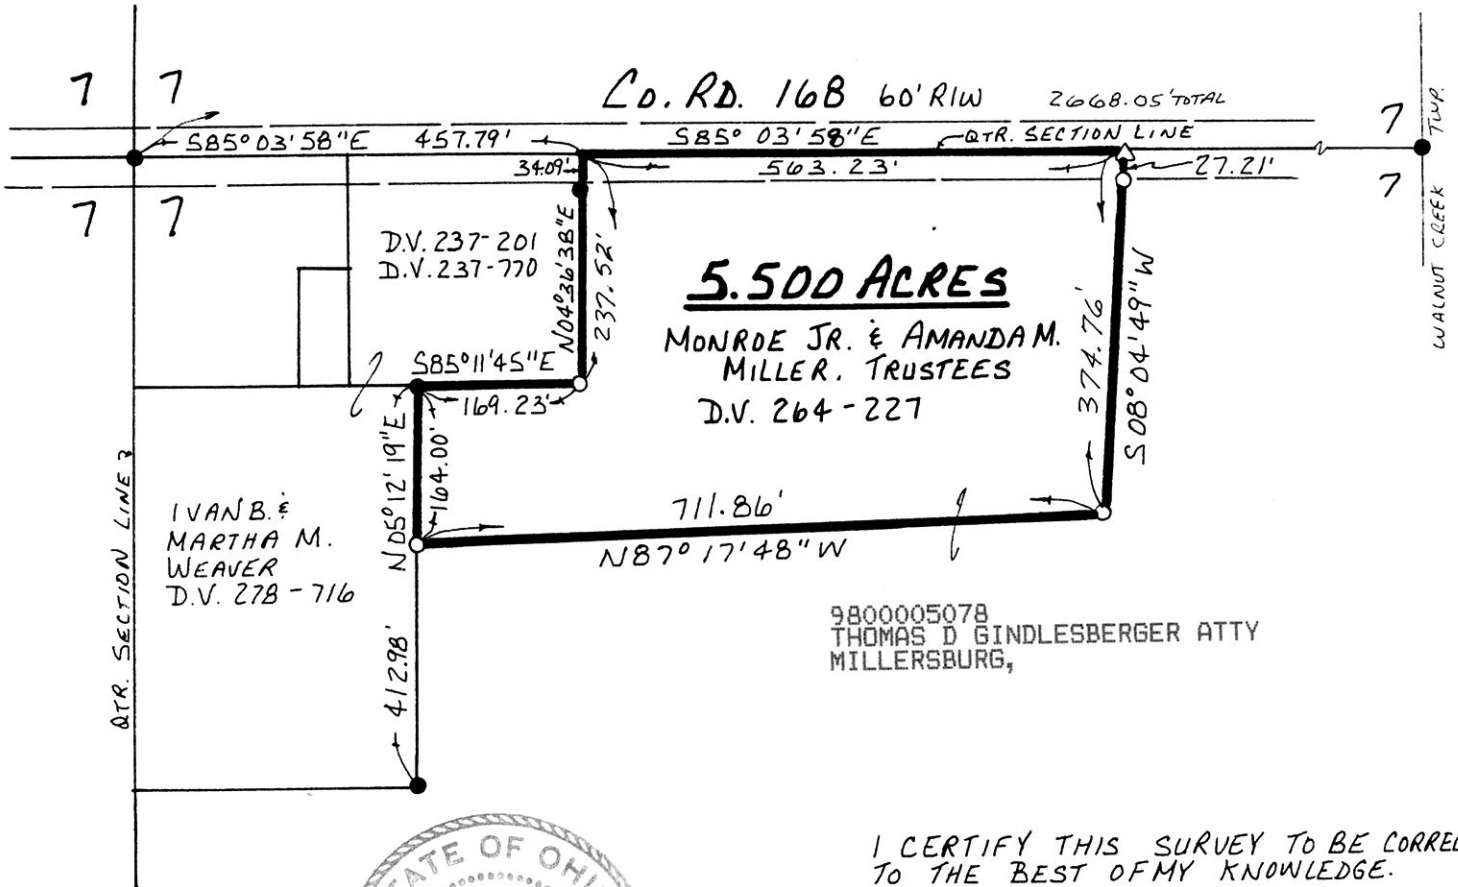 7 7
CO. RD. 168 60' R/W 2668.05' TOTAL
7
TWP.
S85° 03' 58"E 457.79'
S85° 03' 58"E QTR. SECTION LINE
34.09'
563.23'
27.21'
7 7
7
WALNUT CREEK
D.V. 237-201
D.V. 237-770
N04°36'38"E
237.52'
5.500 ACRES
MONROE JR. & AMANDA M.
MILLER, TRUSTEES
D.V. 264-227
374.76'
S 08° 04' 49" W
S85°11'45"E
169.23'
N 05° 12' 19"E
164.00'
711.86'
N87° 17' 48" W
QTR. SECTION LINE
IVAN B. &
MARTHA M.
WEAVER
D.V. 278-716
412.98'
9800005078
THOMAS D GINDLESBERGER ATTY
MILLERSBURG,
TATE OF OHI
I CERTIFY THIS SURVEY TO BE CORREC
TO THE BEST OF MY KNOWLEDGE.